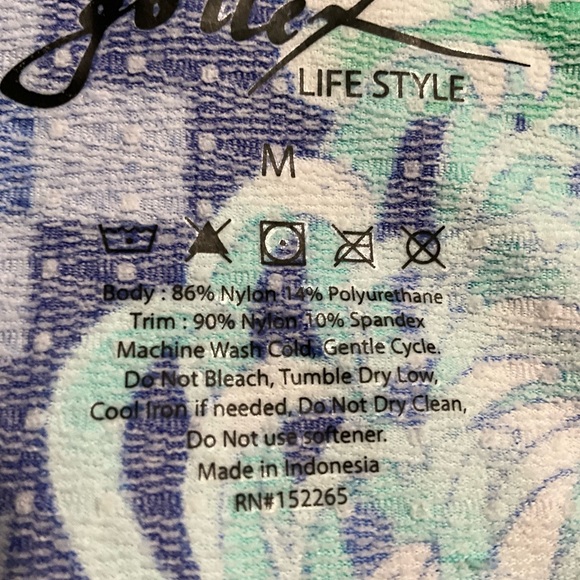 LIFE STYLE
M
Body : 86% Nylon 14% Polyurethane
Trim : 90% Nylon 10% Spandex
Machine Wash Cold, Gentle Cycle.
Do Not Bleach, Tumble Dry Low,
Cool Iron if needed, Do Not Dry Clean,
Do Not use softener.
Made in Indonesia
RN#152265